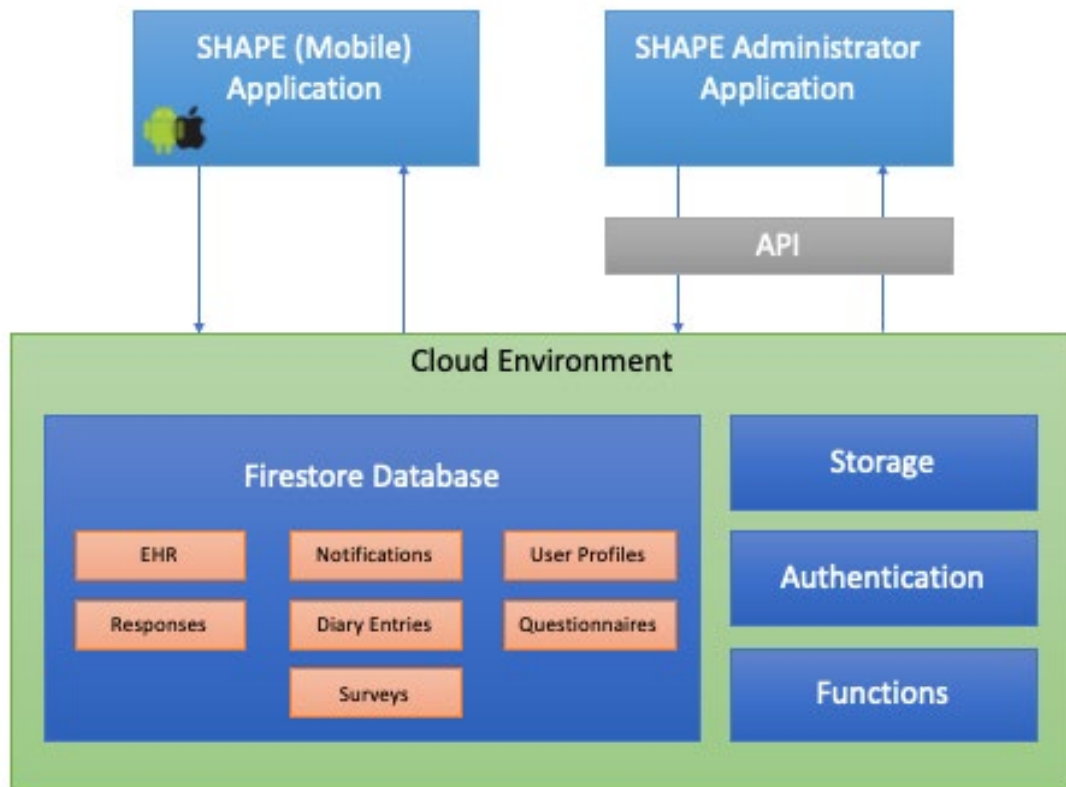 SHAPE (Mobile)
Application
SHAPE Administrator
Application
API
Cloud Environment
Firestore Database
EHR
Notifications
User Profiles
Responses
Diary Entries
Questionnaires
Surveys
Storage
Authentication
Functions